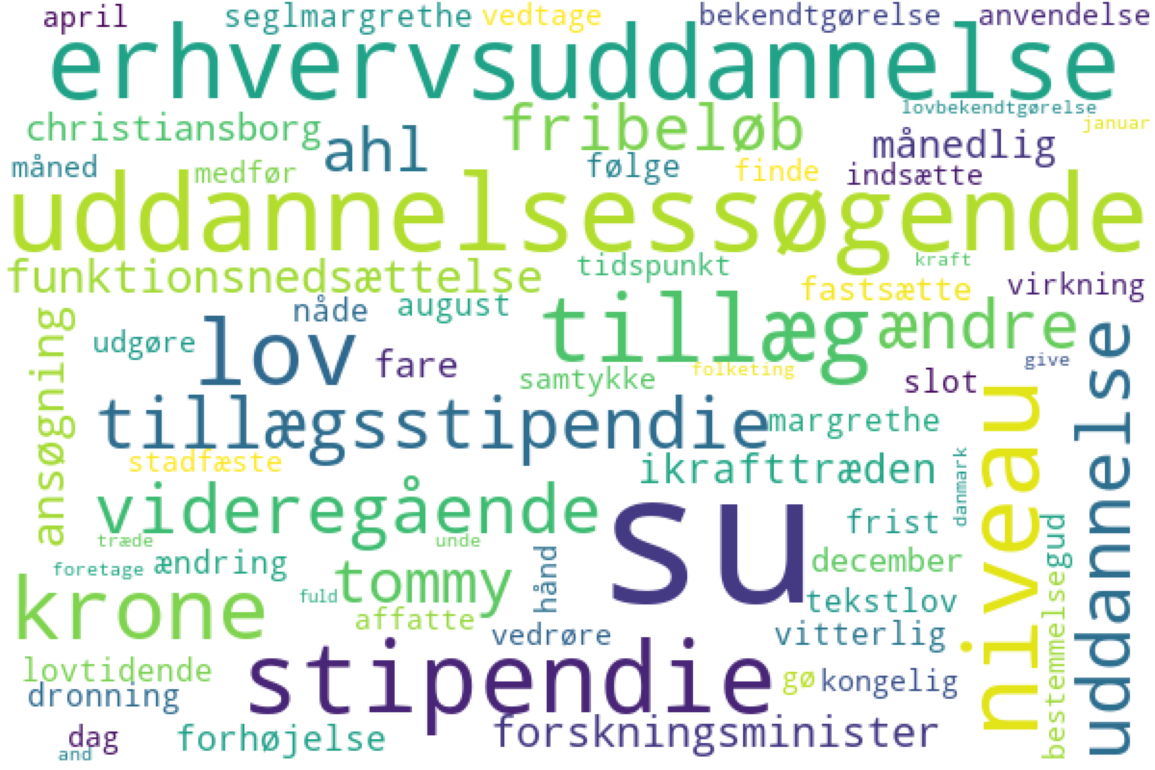 april seglmargrethe vedtage bekendtgørelse anvendelse
erhvervsuddannelse
christiansborg ahl fribeløb lovbekendtgørelse januar
månedlig
måned medfør følge finde indsætte
uddannelsessøgende
funktionsnedsættelse tidspunkt kraft
fastsætte virkning
nåde august tillæg ændre
udgøre lov fare give
samtykke folketing slot
ansøgning
tillægsstipendie margrethe
stadfæste ikrafttræden
niveau
uddannelse
danmark
videregående su frist gud
træde unde
foretage ændring hånd december
krone fuld tommy tekstlov
affatte vedrøre vitterlig
bestemmelse
lovtidende stipendie gø kongelig
dronning
dag forhøjelse forskningsminister
and